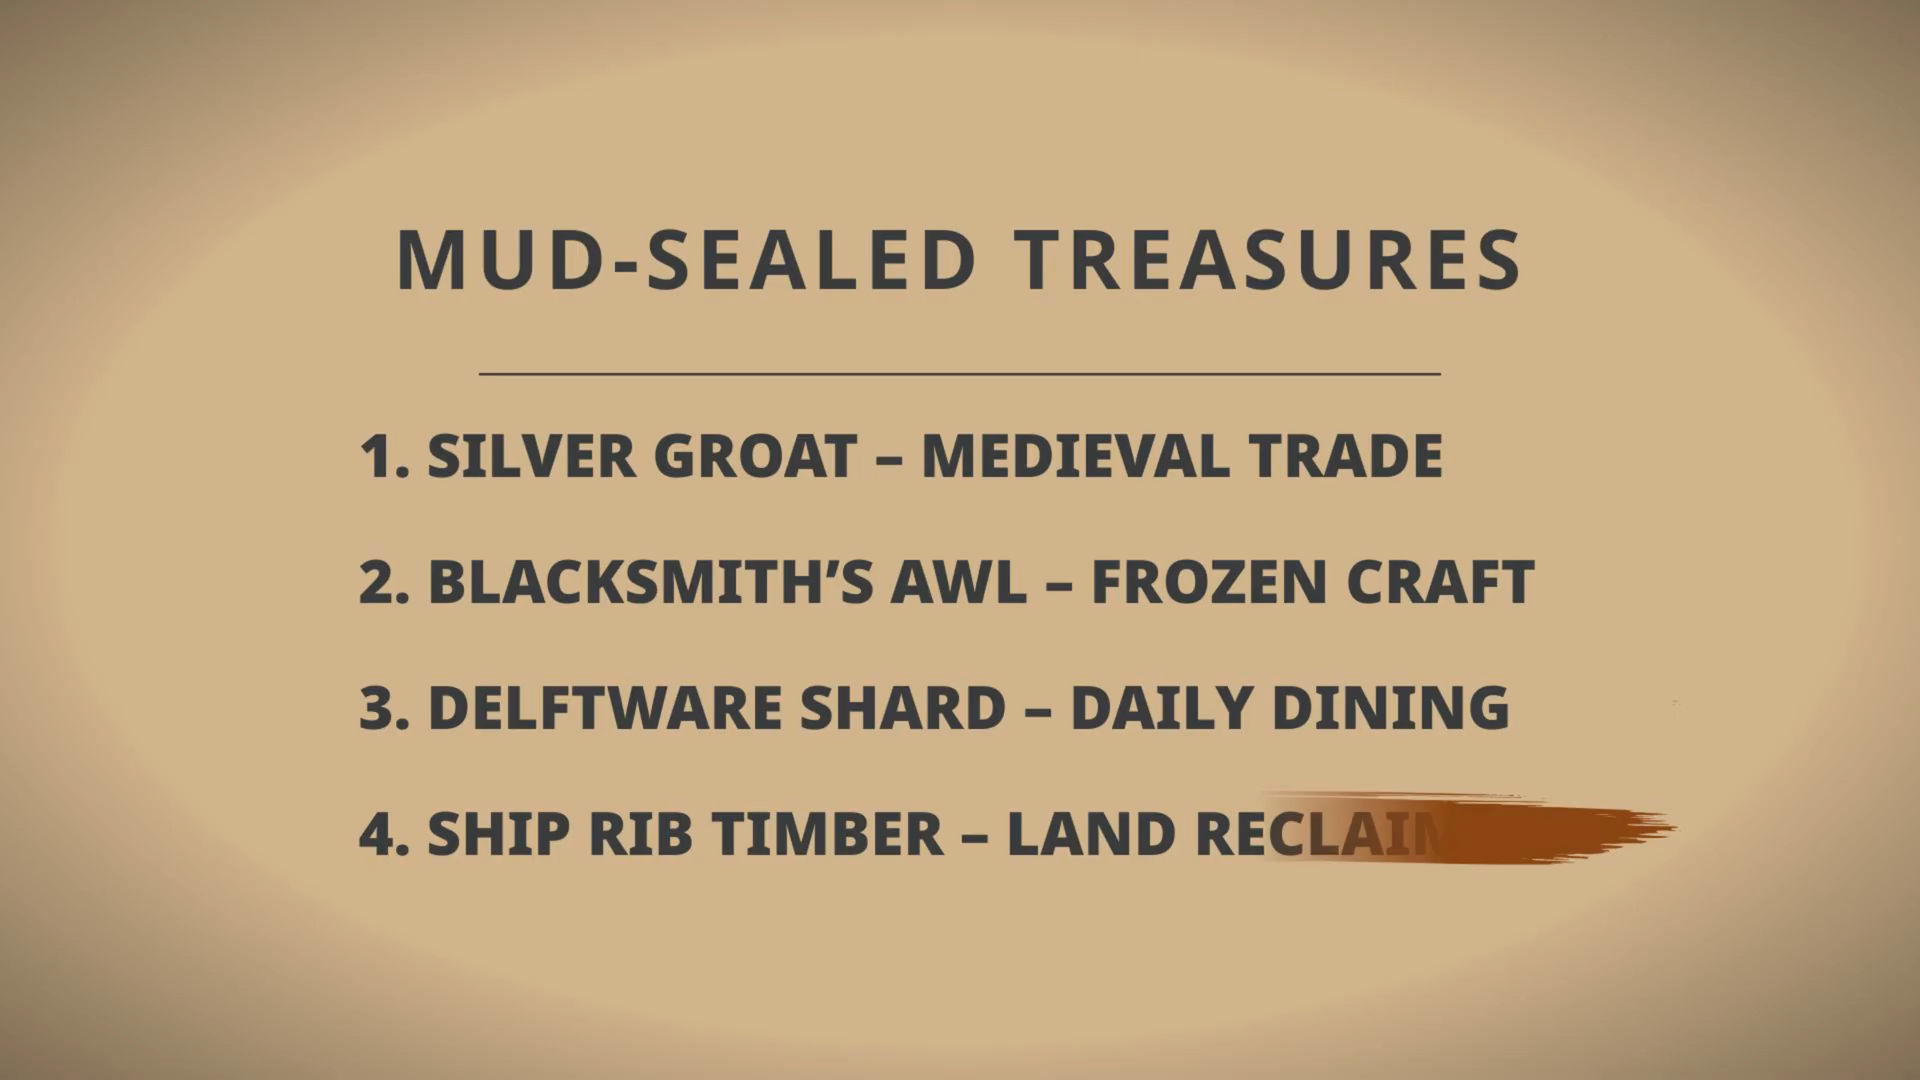 MUD-SEALED TREASURES
1. SILVER GROAT – MEDIEVAL TRADE
2. BLACKSMITH’S AWL – FROZEN CRAFT
3. DELFTWARE SHARD – DAILY DINING
4. SHIP RIB TIMBER – LAND